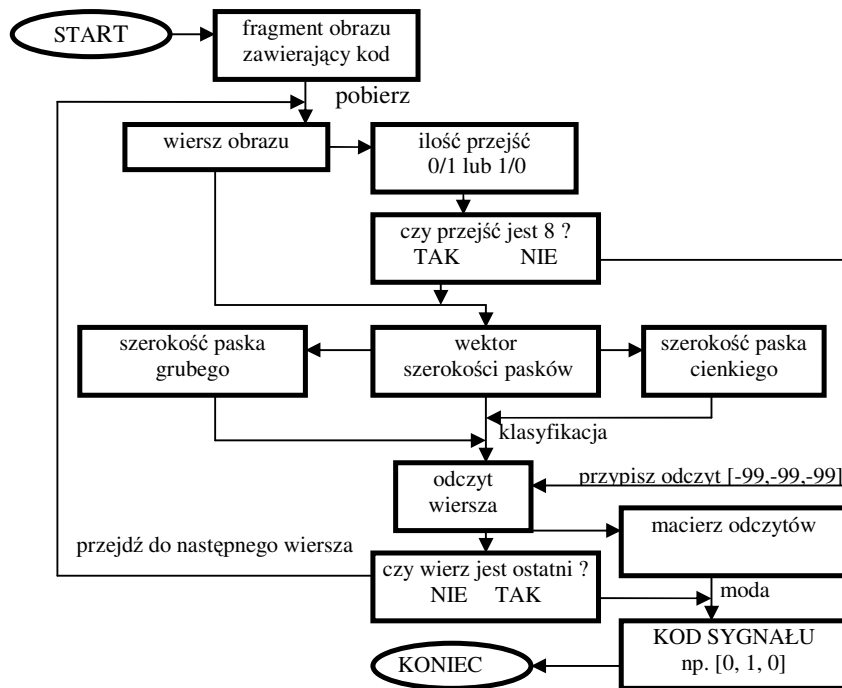 START
fragment obrazu
zawierający kod
pobierz
wiersz obrazu
ilość przejść
0/1 lub 1/0
czy przejść jest 8 ?
TAK NIE
szerokość paska
grubego
wektor
szerokości pasków
szerokość paska
cienkiego
klasyfikacja
odczyt
wiersza
przypisz odczyt [-99,-99,-99]
macierz odczytów
przejdź do następnego wiersza
czy wierz jest ostatni ?
NIE TAK
moda
KOD SYGNAŁU
np. [0, 1, 0]
KONIEC